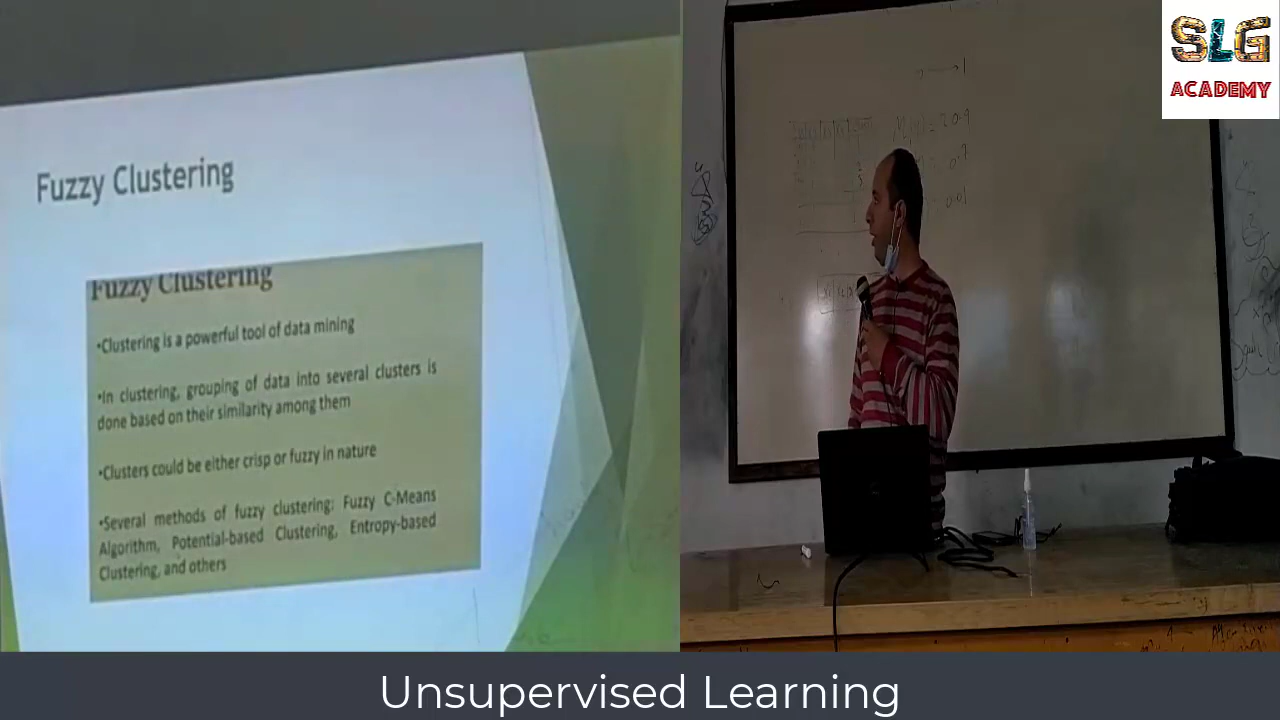 Fuzzy Clustering
Fuzzy Clustering
•Clustering is a powerful tool of data mining
•In clustering, grouping of data into several clusters is
done based on their similarity among them
•Clusters could be either crisp or fuzzy in nature
•Several methods of fuzzy clustering: Fuzzy C-Means
Algorithm, Potential-based Clustering, Entropy-based
Clustering, and others
SLG
ACADEMY
Unsupervised Learning